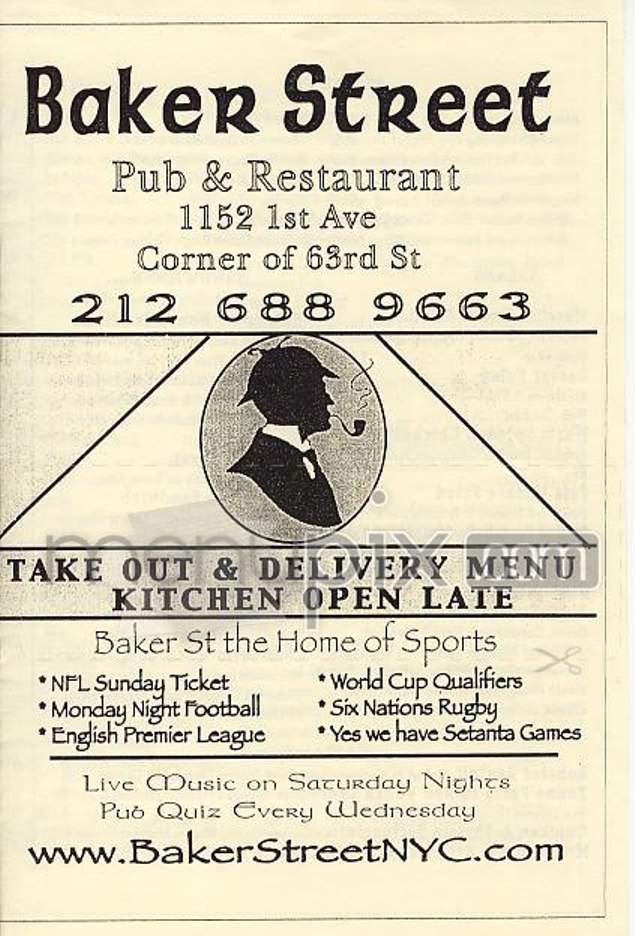 Baker Street
Pub & Restaurant
1152 1st Ave
Corner of 63rd St
212 688 9663
TAKE OUT & DELIVERY MENU
KITCHEN OPEN LATE
menupix.com
Baker St the Home of Sports
* NFL Sunday Ticket
* Monday Night Football
* English Premier League
* World Cup Qualifiers
* Six Nations Rugby
* Yes we have Setanta Games
Live Music on Saturday Nights
Pub Quiz Every Wednesday
www.BakerStreetNYC.com